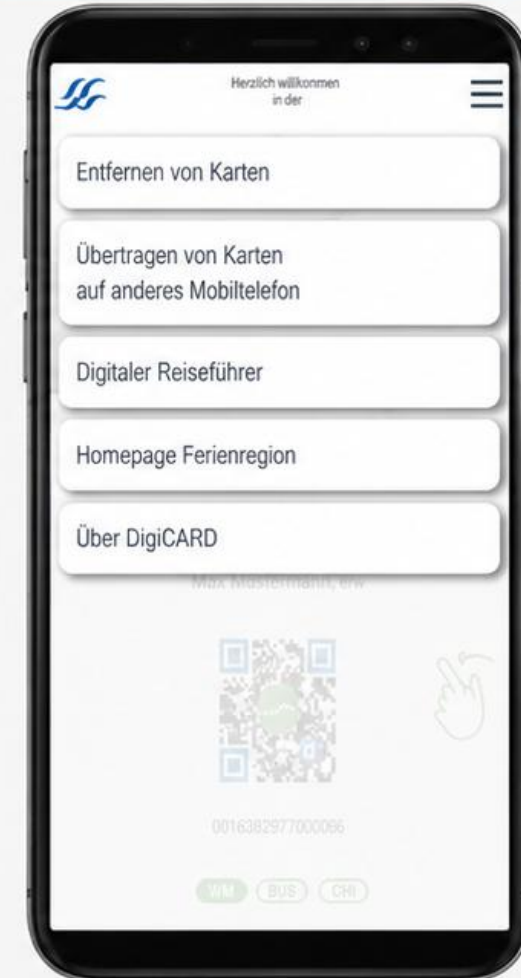 Herzlich willkommen
in der
Entfernen von Karten
Übertragen von Karten
auf anderes Mobiltelefon
Digitaler Reiseführer
Homepage Ferienregion
Über DigiCARD
Max Mustermann, erw
0016382977000066
WM BUS CHI